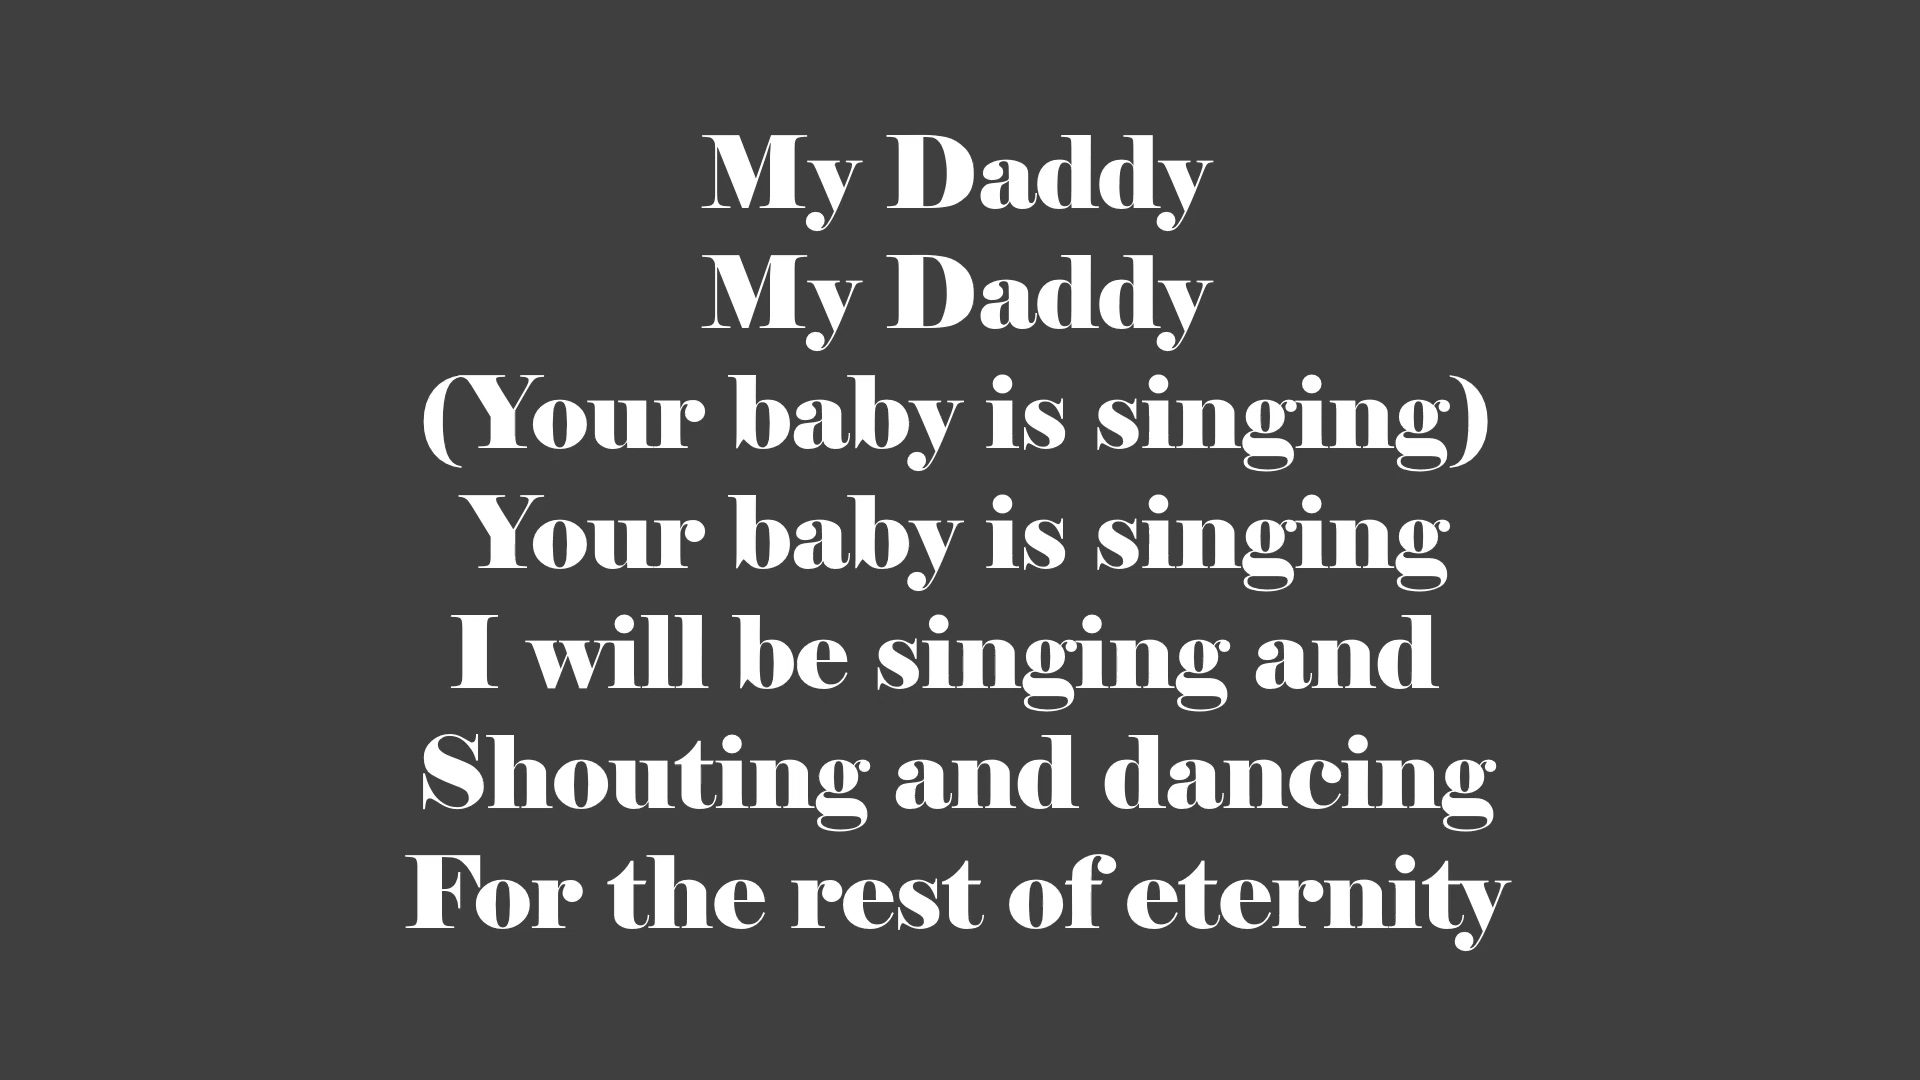 My Daddy
My Daddy
(Your baby is singing)
Your baby is singing
I will be singing and
Shouting and dancing
For the rest of eternity